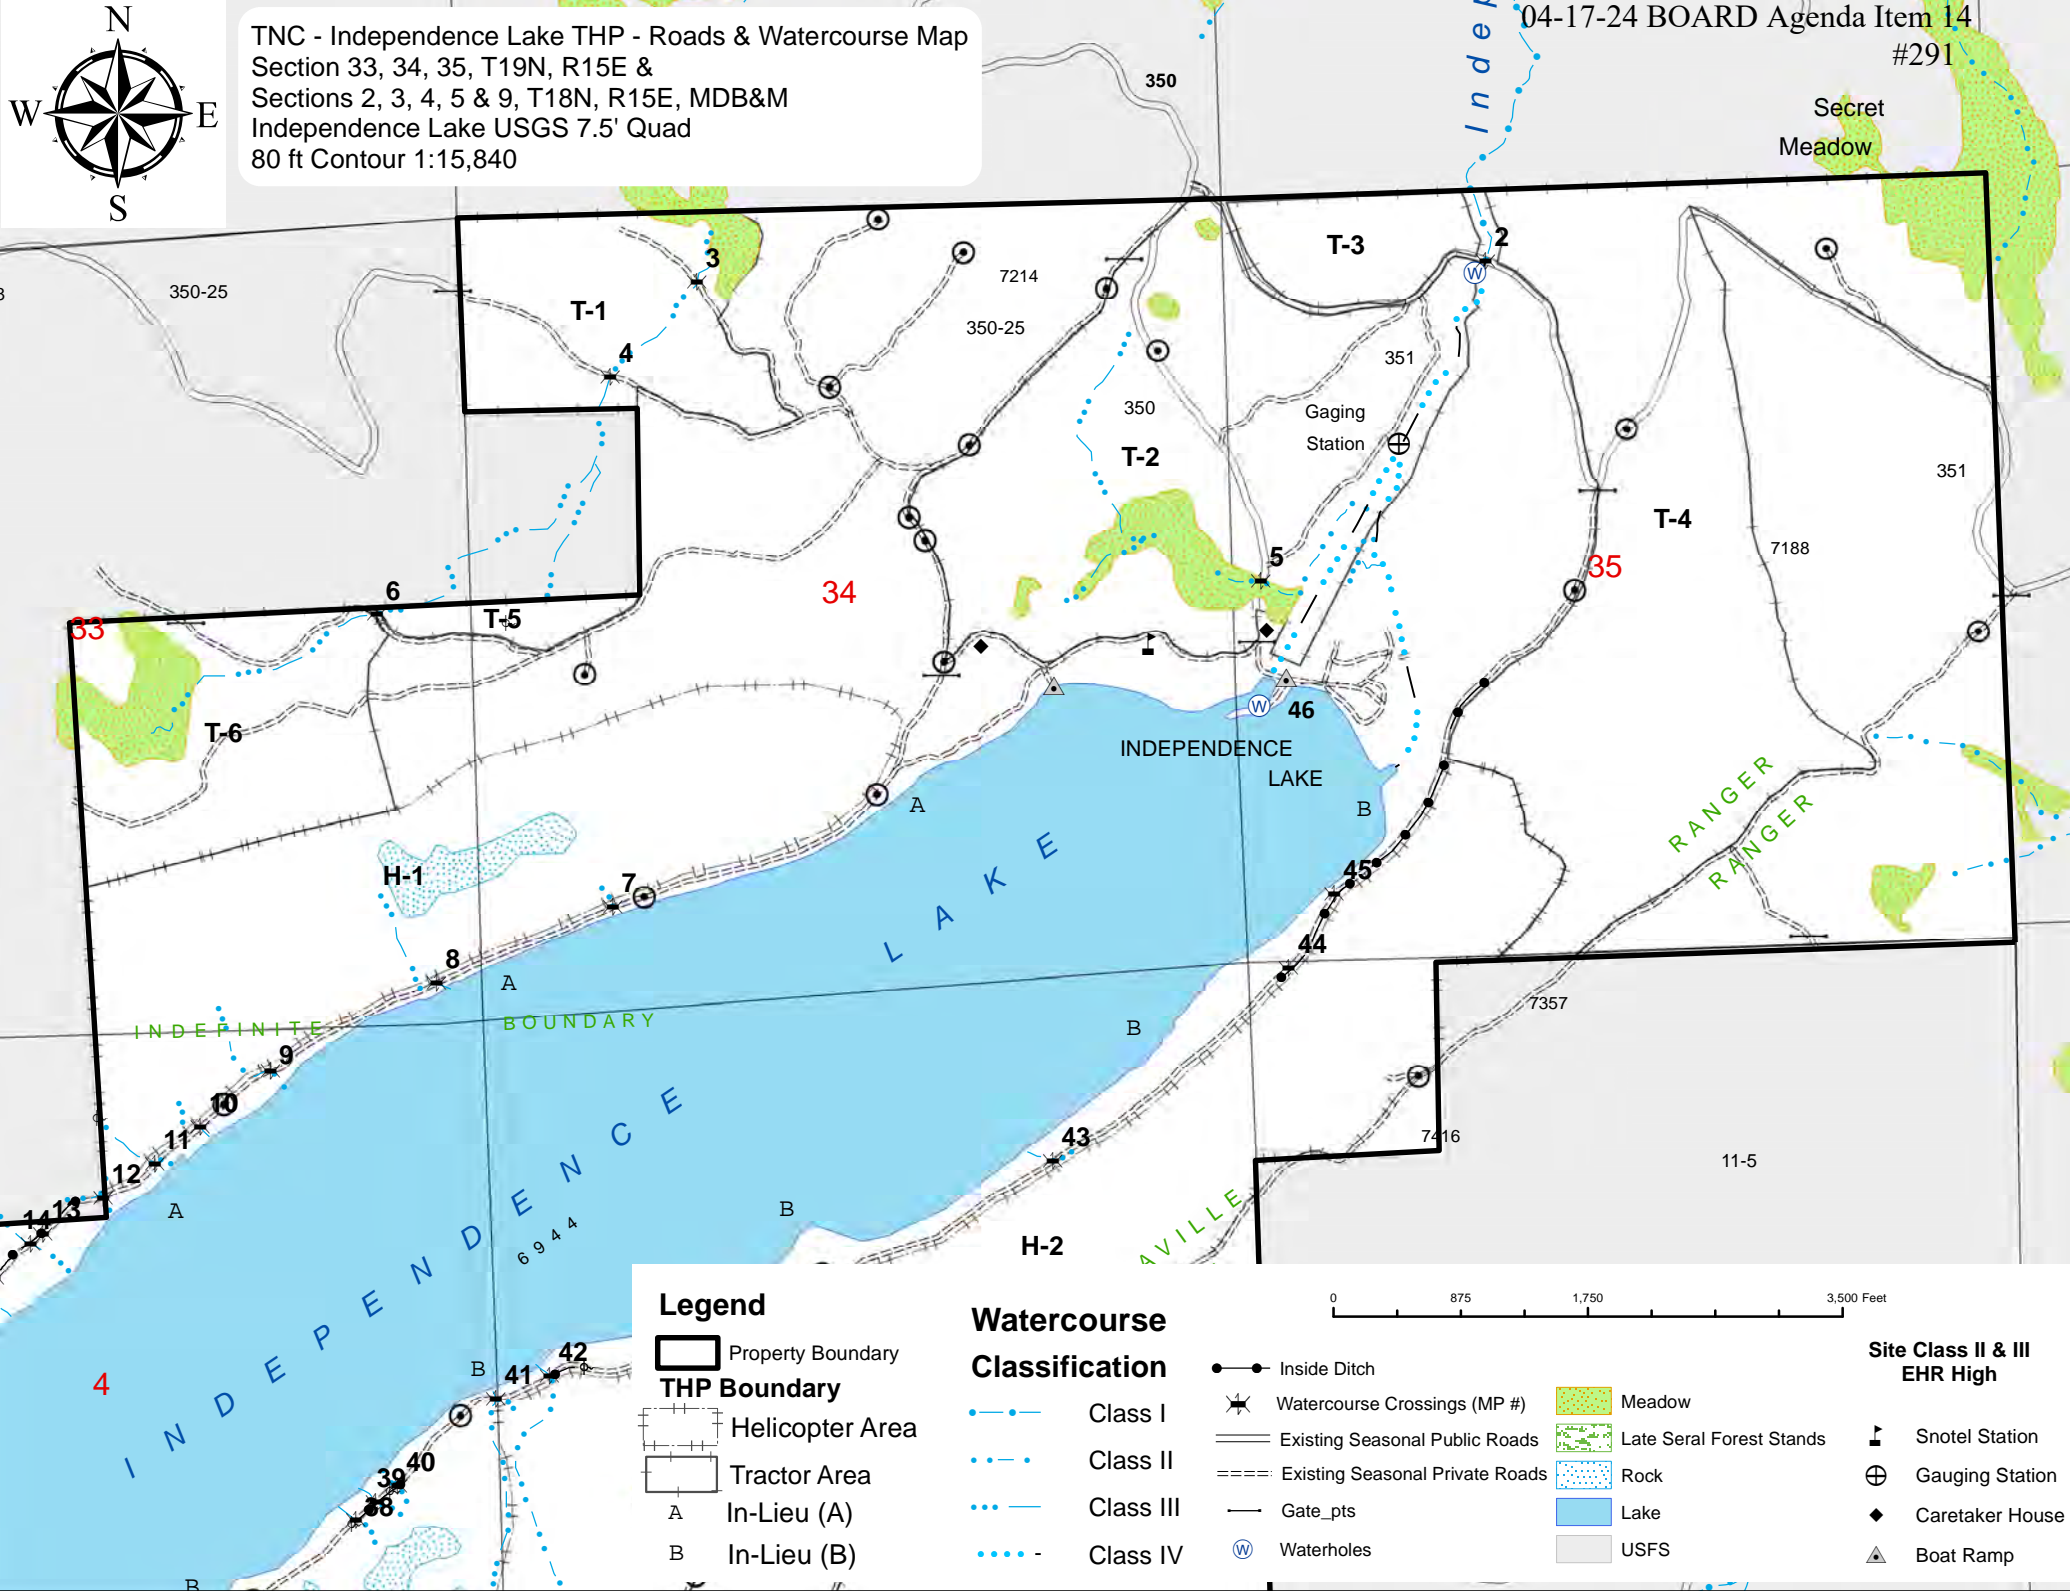 N
W
E
S
TNC - Independence Lake THP - Roads & Watercourse Map
Section 33, 34, 35, T19N, R15E &
Sections 2, 3, 4, 5 & 9, T18N, R15E, MDB&M
Independence Lake USGS 7.5' Quad
80 ft Contour 1:15,840
04-17-24 BOARD Agenda Item 14
#291
Indep
350
Secret
Meadow
3
T-1
7214
350-25
350-25
T-3
2
W
4
351
350
Gaging
Station
T-2
351
T-4
7188
5
6
34
35
33
T-5
T-6
46
W
INDEPENDENCE
LAKE
A
B
RANGER
RANGER
H-1
7
45
44
8
A
LAKE
INDEFINITE
BOUNDARY
B
7357
9
10
11
12
13
14
A
43
7416
11-5
B
H-2
AVILLE
INDEPENDENCE
6944
4
B
41
42
40
39
38
B
Legend
Property Boundary
THP Boundary
Helicopter Area
Tractor Area
A In-Lieu (A)
B In-Lieu (B)
Watercourse
Classification
Class I
Class II
Class III
Class IV
0 875 1,750 3,500 Feet
Inside Ditch
Watercourse Crossings (MP #)
Existing Seasonal Public Roads
Existing Seasonal Private Roads
Gate_pts
W Waterholes
Meadow
Late Seral Forest Stands
Rock
Lake
USFS
Site Class II & III
EHR High
Snotel Station
Gauging Station
Caretaker House
Boat Ramp